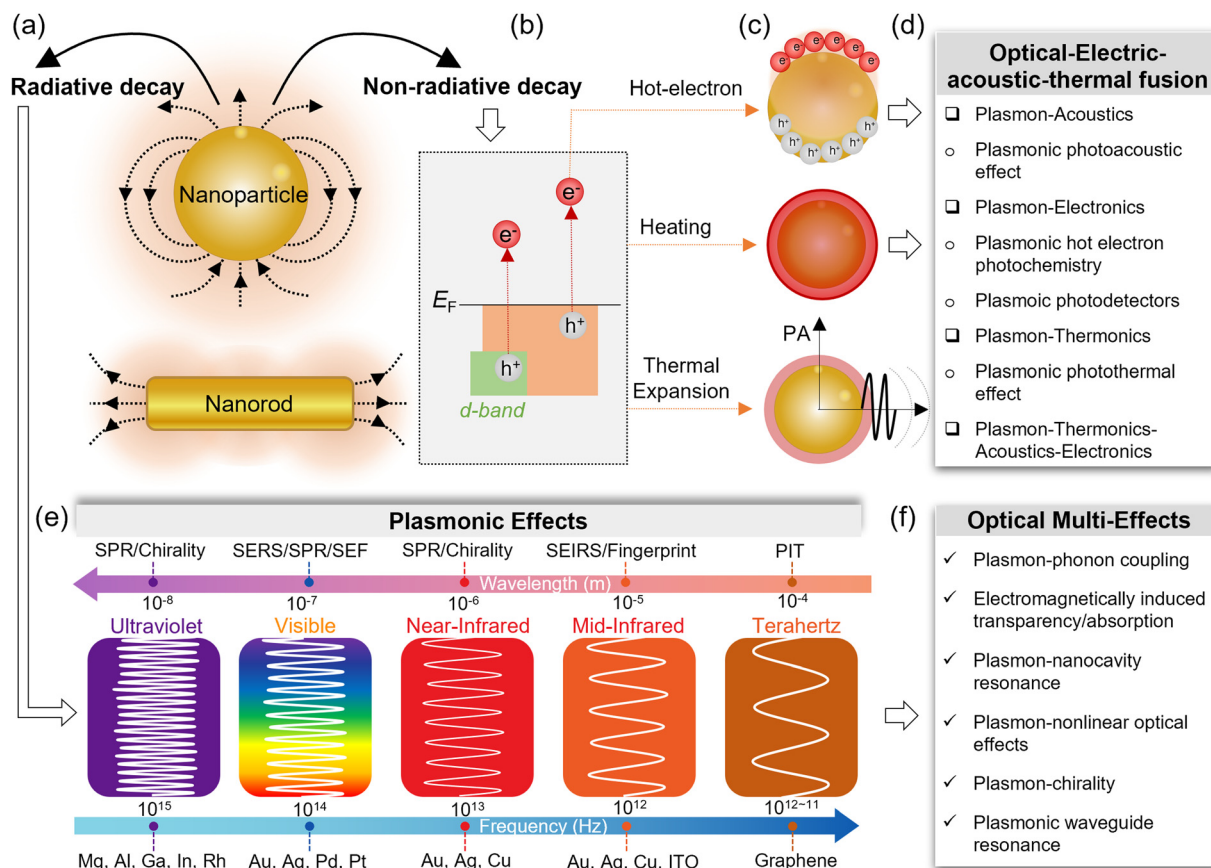 (a)
Radiative decay
Non-radiative decay
Nanoparticle
Nanorod
(b)
e-
e-
EF
h+
h+
d-band
Hot-electron
Heating
Thermal
Expansion
(c)
e- e- e- e- e- e-
h+ h+ h+ h+ h+ h+
PA
(d)
Optical-Electric-
acoustic-thermal fusion
❑ Plasmon-Acoustics
o Plasmonic photoacoustic
effect
❑ Plasmon-Electronics
o Plasmonic hot electron
photochemistry
o Plasmoic photodetectors
❑ Plasmon-Thermonics
o Plasmonic photothermal
effect
❑ Plasmon-Thermonics-
Acoustics-Electronics
(e)
Plasmonic Effects
SPR/Chirality SERS/SPR/SEF SPR/Chirality SEIRS/Fingerprint PIT
Wavelength (m)
10-8 10-7 10-6 10-5 10-4
Ultraviolet Visible Near-Infrared Mid-Infrared Terahertz
1015 1014 1013 1012 1012~11
Frequency (Hz)
Mg, Al, Ga, In, Rh Au, Ag, Pd, Pt Au, Ag, Cu Au, Ag, Cu, ITO Graphene
(f)
Optical Multi-Effects
✓ Plasmon-phonon coupling
✓ Electromagnetically induced
transparency/absorption
✓ Plasmon-nanocavity
resonance
✓ Plasmon-nonlinear optical
effects
✓ Plasmon-chirality
✓ Plasmonic waveguide
resonance